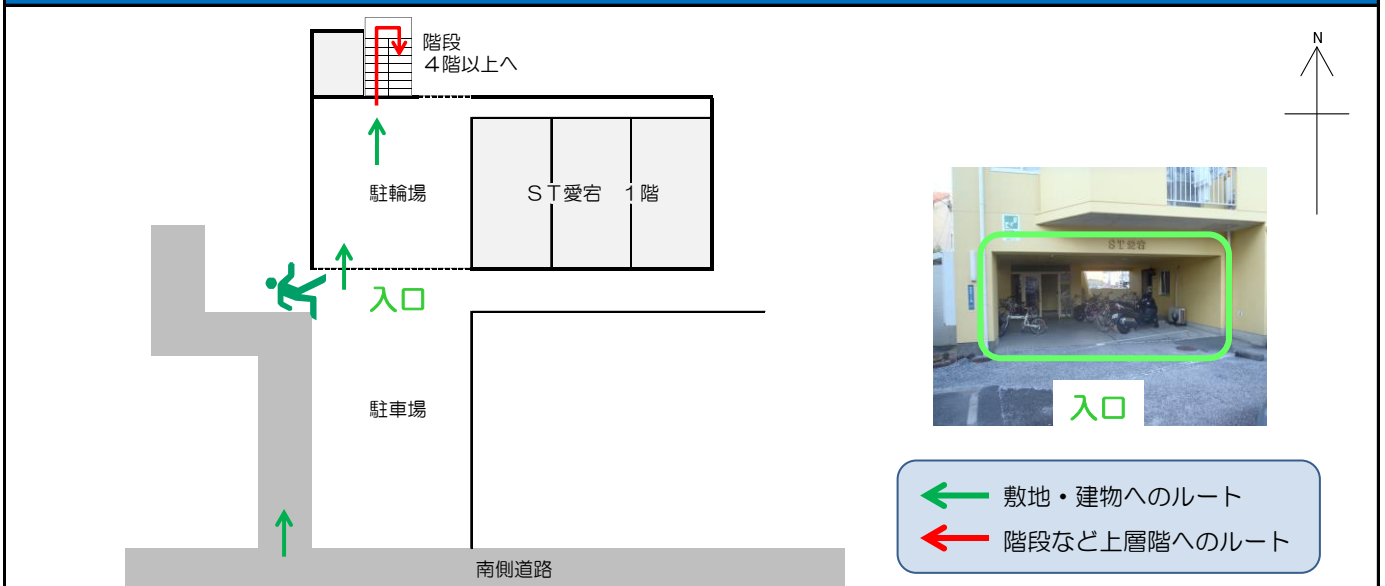 階段
４階以上へ
N
駐輪場
ＳＴ愛宕　１階
ST愛宕
入口
駐車場
入口
敷地・建物へのルート
階段など上層階へのルート
南側道路